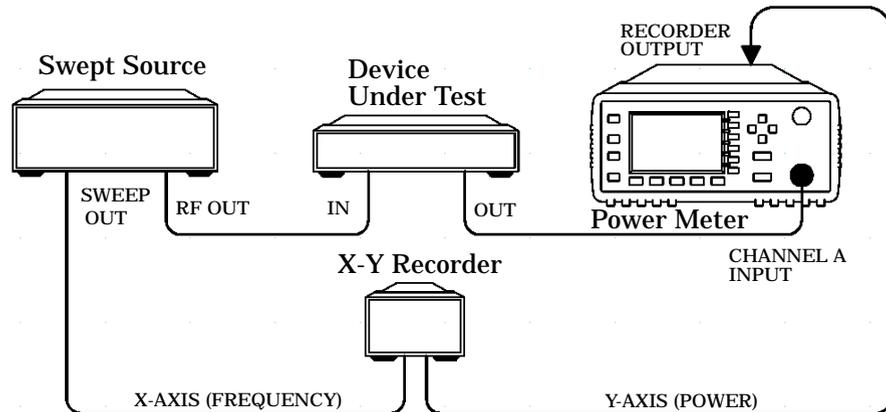 RECORDER
OUTPUT
Swept Source
Device
Under Test
SWEEP
OUT
RF OUT
IN
OUT
Power Meter
CHANNEL A
INPUT
X-Y Recorder
X-AXIS (FREQUENCY)
Y-AXIS (POWER)